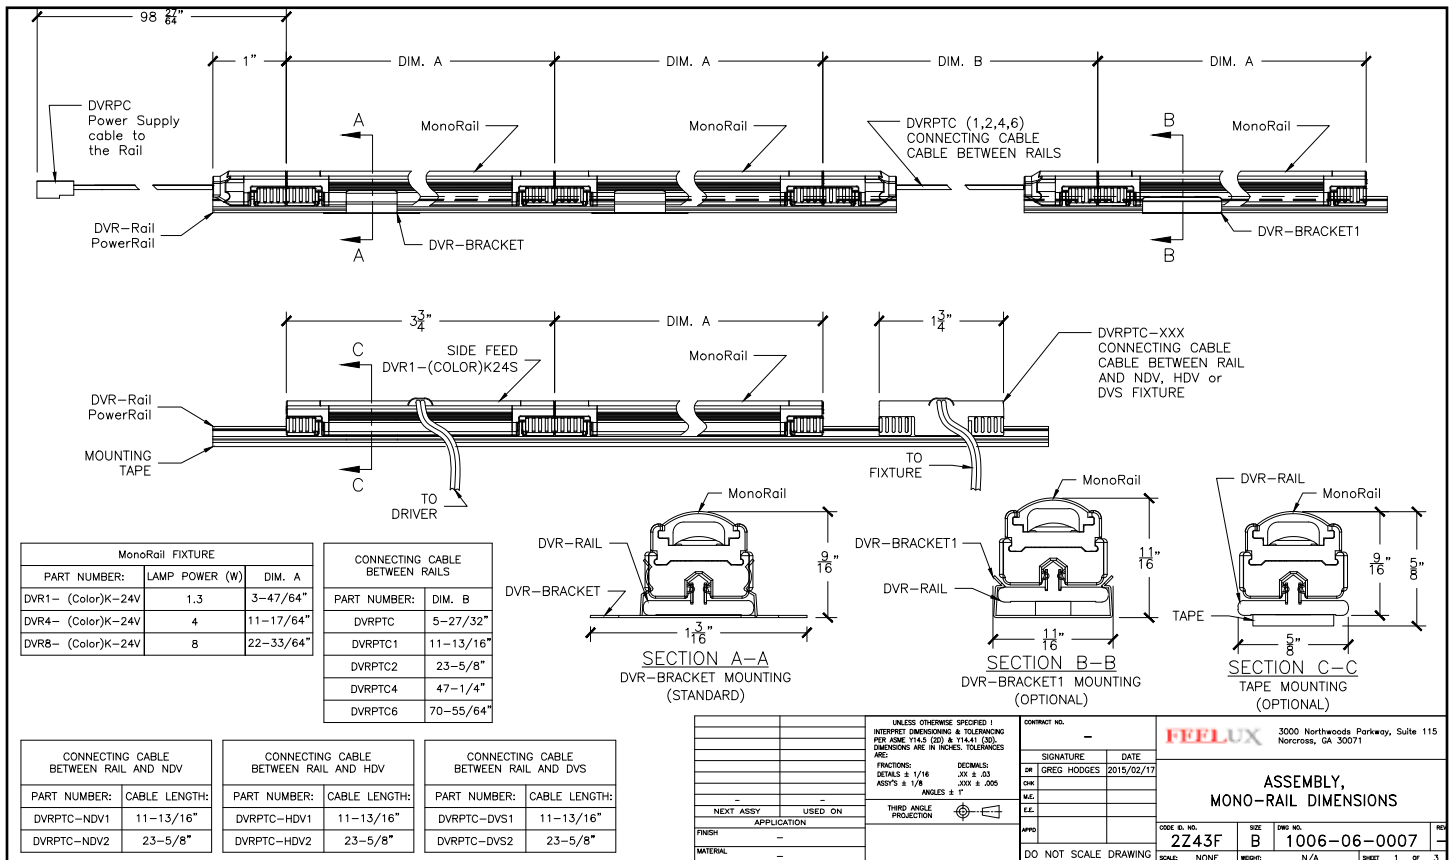 98 27/64"
1"
DIM. A
DIM. A
DIM. B
DIM. A
DVRPC
Power Supply
cable to
the Rail
A
MonoRail
MonoRail
DVRPTC (1,2,4,6)
CONNECTING CABLE
CABLE BETWEEN RAILS
B
MonoRail
DVR-Rail
PowerRail
A
DVR-BRACKET
B
DVR-BRACKET1
3 3/4"
DIM. A
1 3/4"
C
SIDE FEED
DVR1-(COLOR)K24S
MonoRail
DVRPTC-XXX
CONNECTING CABLE
CABLE BETWEEN RAIL
AND NDV, HDV or
DVS FIXTURE
DVR-Rail
PowerRail
MOUNTING
TAPE
C
TO
DRIVER
TO
FIXTURE
MonoRail
DVR-RAIL
DVR-BRACKET
9/16"
1 3/16"
SECTION A-A
DVR-BRACKET MOUNTING
(STANDARD)
MonoRail
DVR-BRACKET1
DVR-RAIL
11/16"
11/16"
SECTION B-B
DVR-BRACKET1 MOUNTING
(OPTIONAL)
DVR-RAIL
MonoRail
TAPE
9/16"
5/8"
5/8"
SECTION C-C
TAPE MOUNTING
(OPTIONAL)
MonoRail FIXTURE
PART NUMBER: LAMP POWER (W) DIM. A
DVR1- (Color)K-24V 1.3 3-47/64"
DVR4- (Color)K-24V 4 11-17/64"
DVR8- (Color)K-24V 8 22-33/64"
CONNECTING CABLE
BETWEEN RAILS
PART NUMBER: DIM. B
DVRPTC 5-27/32"
DVRPTC1 11-13/16"
DVRPTC2 23-5/8"
DVRPTC4 47-1/4"
DVRPTC6 70-55/64"
CONNECTING CABLE
BETWEEN RAIL AND NDV
PART NUMBER: CABLE LENGTH:
DVRPTC-NDV1 11-13/16"
DVRPTC-NDV2 23-5/8"
CONNECTING CABLE
BETWEEN RAIL AND HDV
PART NUMBER: CABLE LENGTH:
DVRPTC-HDV1 11-13/16"
DVRPTC-HDV2 23-5/8"
CONNECTING CABLE
BETWEEN RAIL AND DVS
PART NUMBER: CABLE LENGTH:
DVRPTC-DVS1 11-13/16"
DVRPTC-DVS2 23-5/8"
- -
NEXT ASSY USED ON
APPLICATION
FINISH
-
MATERIAL
-
UNLESS OTHERWISE SPECIFIED !
INTERPRET DIMENSIONING & TOLERANCING
PER ASME Y14.5 (2D) & Y14.41 (3D).
DIMENSIONS ARE IN INCHES. TOLERANCES
ARE:
FRACTIONS: DECIMALS:
DETAILS ± 1/16 .XX ± .03
ASSY'S ± 1/8 .XXX ± .005
ANGLES ± 1°
THIRD ANGLE
PROJECTION
CONTRACT NO.
-
SIGNATURE DATE
DR GREG HODGES 2015/02/17
CHK
M.E.
E.E.
APPD
DO NOT SCALE DRAWING
FEELUX
3000 Northwoods Parkway, Suite 115
Norcross, GA 30071
ASSEMBLY,
MONO-RAIL DIMENSIONS
CODE ID. NO. SIZE DWG NO. REV
2Z43F B 1006-06-0007 -
SCALE: NONE WEIGHT: N/A SHEET 1 OF 3